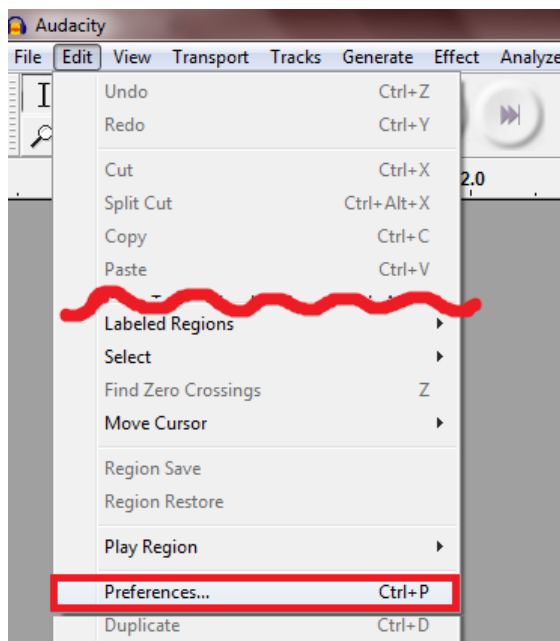 Audacity
File Edit View Transport Tracks Generate Effect Analyze
Undo Ctrl+Z
Redo Ctrl+Y
Cut Ctrl+X
2.0
Split Cut Ctrl+Alt+X
Copy Ctrl+C
Paste Ctrl+V
Labeled Regions
Select
Find Zero Crossings Z
Move Cursor
Region Save
Region Restore
Play Region
Preferences... Ctrl+P
Duplicate Ctrl+D